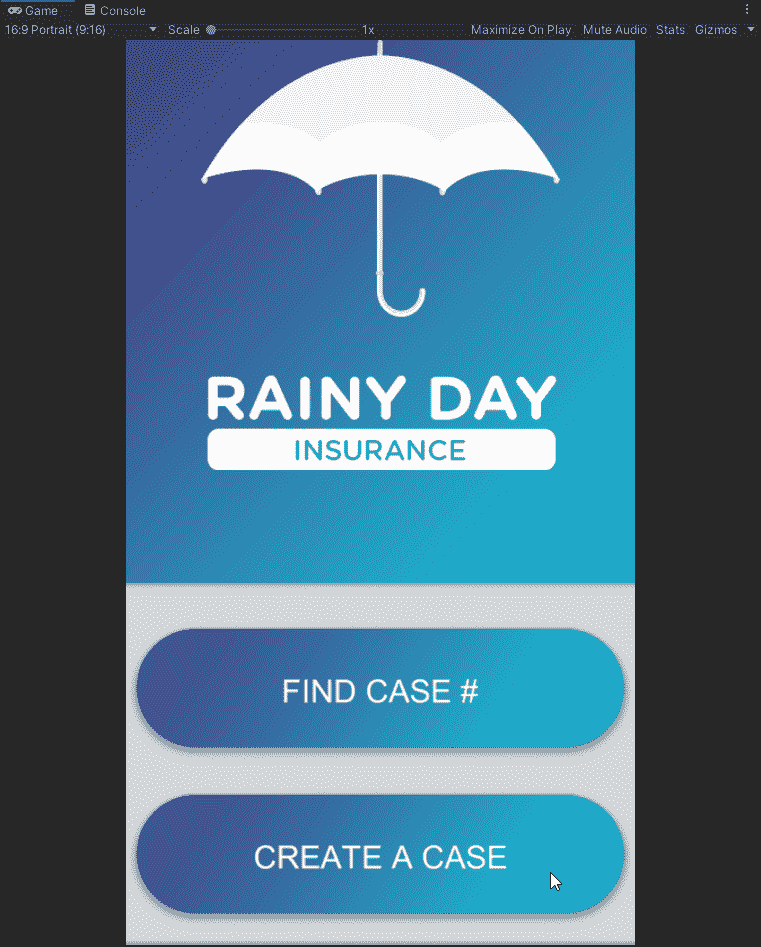 Game Console
16:9 Portrait (9:16) Scale 1x Maximize On Play Mute Audio Stats Gizmos
RAINY DAY
INSURANCE
FIND CASE #
CREATE A CASE